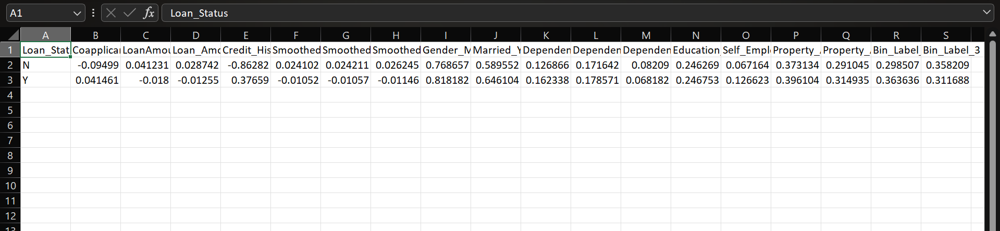 A1 fx Loan_Status
A B C D E F G H I J K L M N O P Q R S
1 Loan_Stat Coapplica LoanAmou Loan_Amo Credit_His Smoothed Smoothed Smoothed Gender_M Married_Y Dependen Dependen Dependen Education_ Self_Empl Property_ Property_ Bin_Label_ Bin_Label_3
2 N -0.09499 0.041231 0.028742 -0.86282 0.024102 0.024211 0.026245 0.768657 0.589552 0.126866 0.171642 0.08209 0.246269 0.067164 0.373134 0.291045 0.298507 0.358209
3 Y 0.041461 -0.018 -0.01255 0.37659 -0.01052 -0.01057 -0.01146 0.818182 0.646104 0.162338 0.178571 0.068182 0.246753 0.126623 0.396104 0.314935 0.363636 0.311688
4
5
6
7
8
9
10
11
12
13